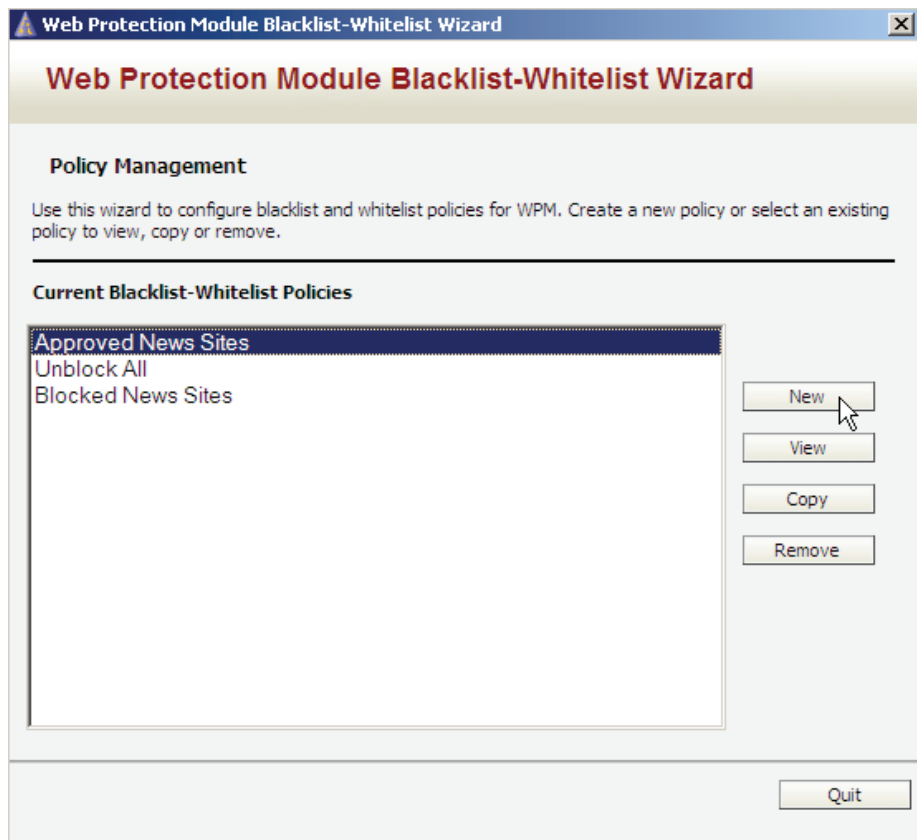 Web Protection Module Blacklist-Whitelist Wizard
Web Protection Module Blacklist-Whitelist Wizard
Policy Management
Use this wizard to configure blacklist and whitelist policies for WPM. Create a new policy or select an existing
policy to view, copy or remove.
Current Blacklist-Whitelist Policies
Approved News Sites
Unblock All
Blocked News Sites
New
View
Copy
Remove
Quit